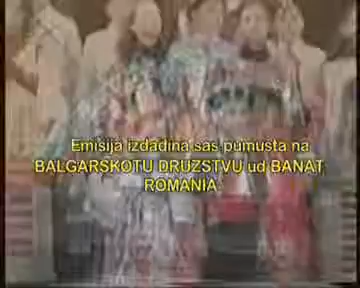 Emisija izdadina sas pumusta na
BALGARSKOTU DRUZSTVU ud BANAT
ROMANIA